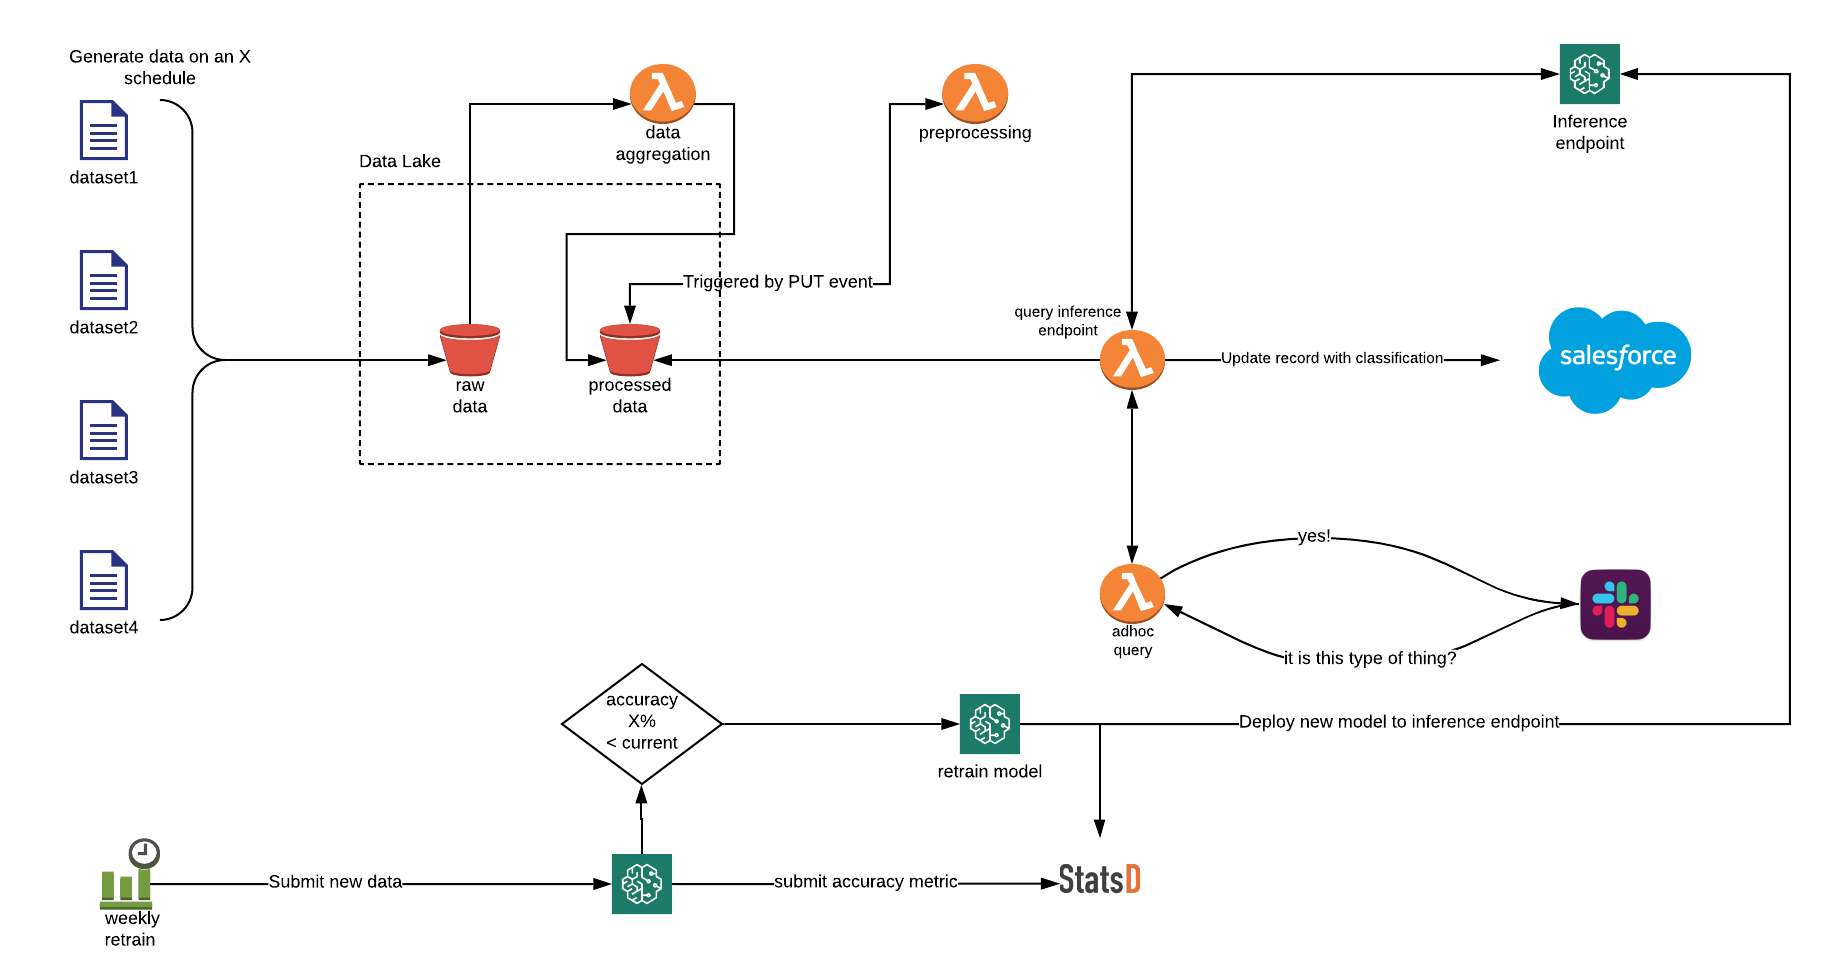 Generate data on an X
schedule
dataset1
dataset2
dataset3
dataset4
Data Lake
data
aggregation
preprocessing
Triggered by PUT event
raw
data
processed
data
Inference
endpoint
query inference
endpoint
Update record with classification
salesforce
yes!
it is this type of thing?
adhoc
query
accuracy
X%
< current
retrain model
Deploy new model to inference endpoint
weekly
retrain
Submit new data
submit accuracy metric
StatsD